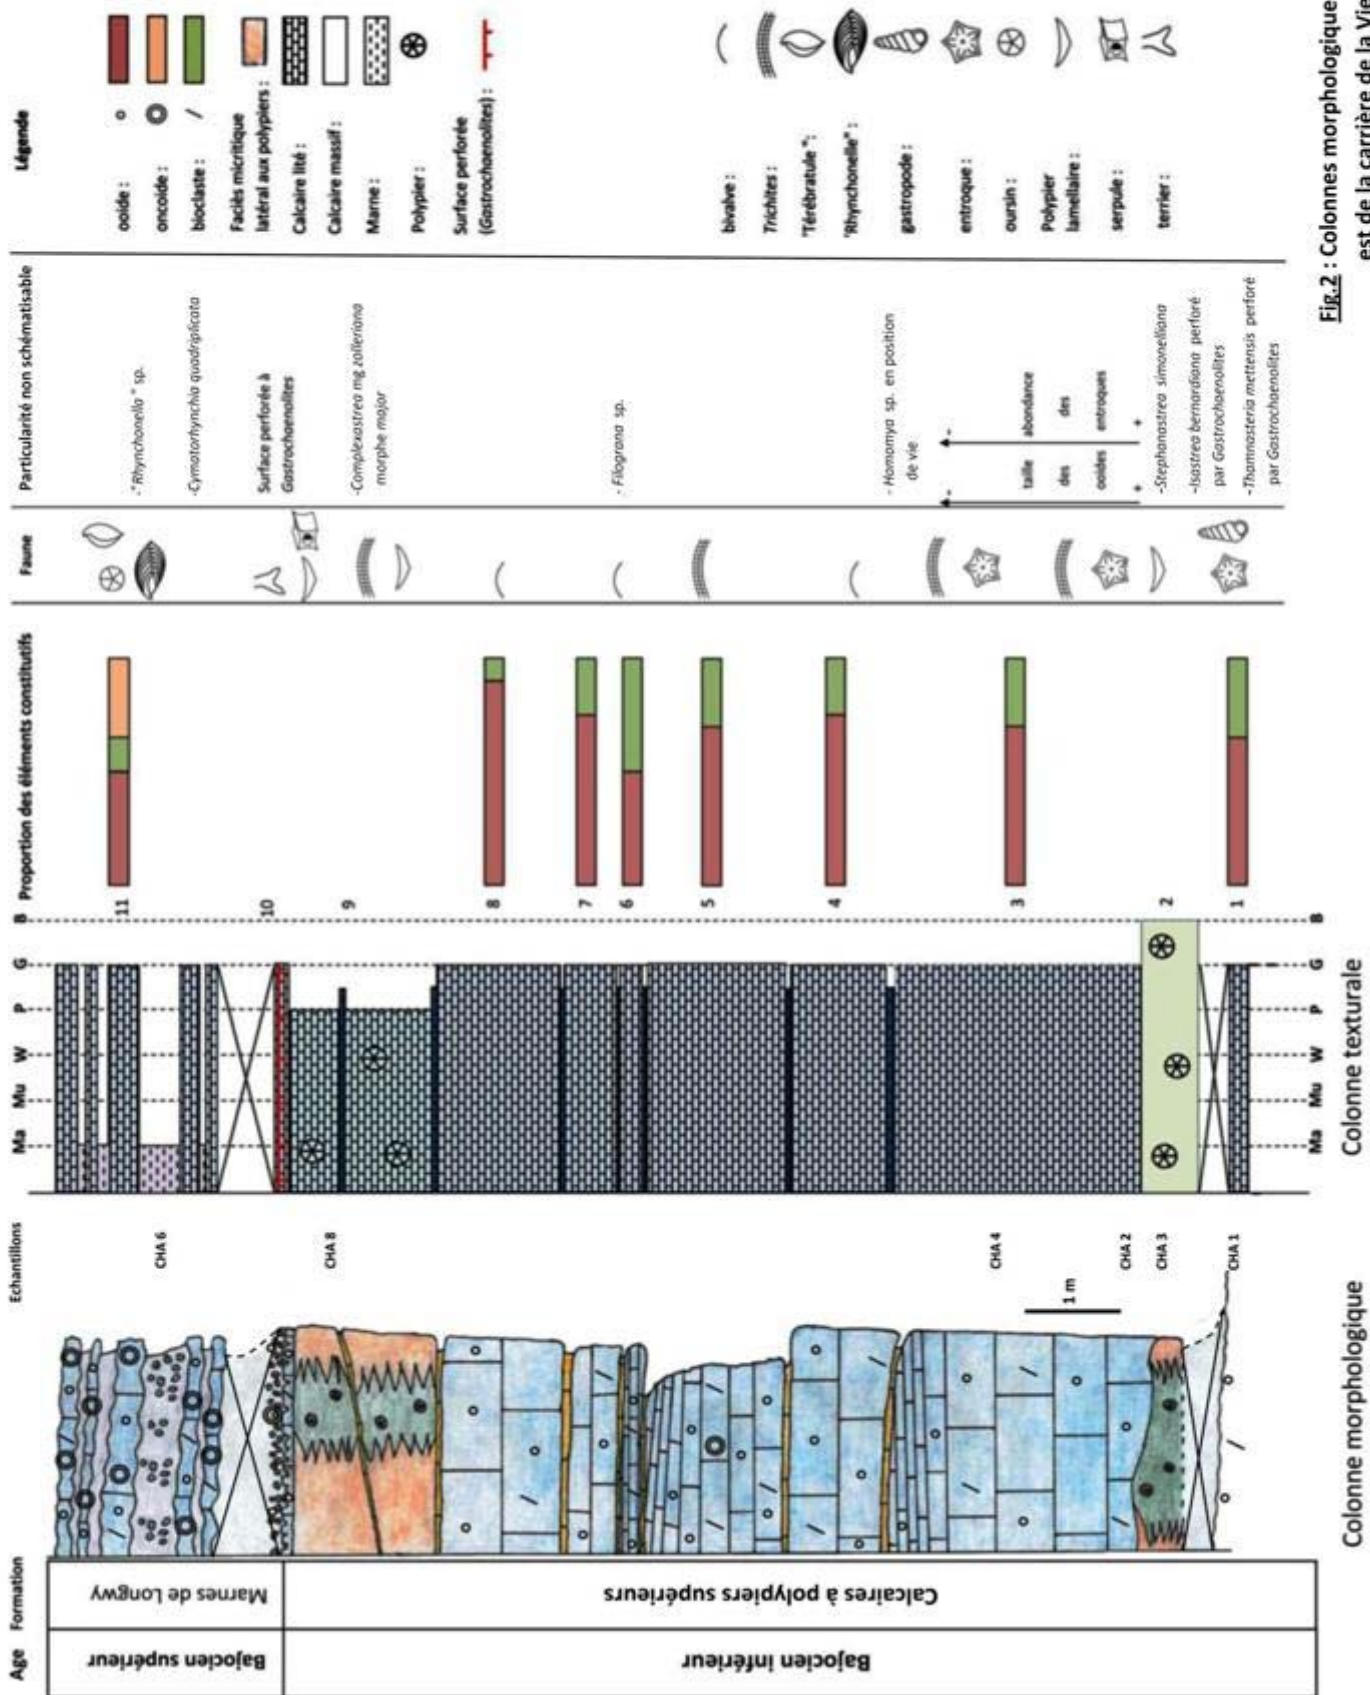 Age
Formation
Echantillons
Proportion des éléments constitutifs
Faune
Particularité non schématisable
Légende
Bajocien supérieur
Bajocien inférieur
Marnes de Longwy
Calcaires à polypiers supérieurs
CHA 6
CHA 8
CHA 4
CHA 2
CHA 3
CHA 1
1 m
Ma Mu W P G B
11
10
9
8
7
6
5
4
3
2
1
Ma Mu W P G B
Colonne morphologique
Colonne texturale
-"Rhynchonella " sp.
-Cymatorhynchia quadriplicata
Surface perforée à
Gastrochaenolites
-Complexastrea mg zolleriana
morphe major
- Filograna sp.
- Homomya sp. en position
de vie
- -
taille abondance
des des
ooides entroques
+ +
-Stephanastrea simonelliana
-Isastrea bernardiana perforé
par Gastrochaenolites
-Thamnasteria mettensis perforé
par Gastrochaenolites
ooide :
oncoide :
bioclaste :
Faciès micritique
latéral aux polypiers :
Calcaire lité :
Calcaire massif :
Marne :
Polypier :
Surface perforée
(Gastrochaenolites) :
bivalve :
Trichites :
"Térébratule ":
"Rhynchonelle" :
gastropode :
entroque :
oursin :
Polypier
lamellaire :
serpule :
terrier :
Fig.2 : Colonnes morphologique
est de la carrière de la Vie